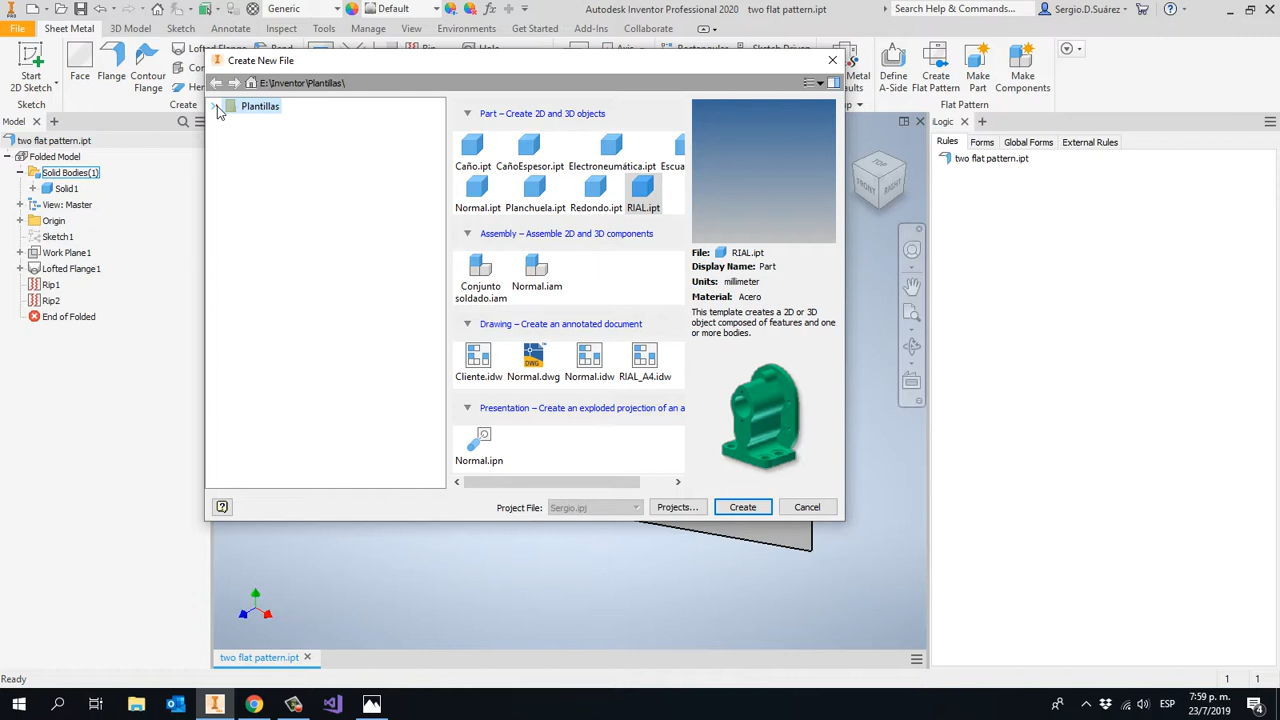 PRO
Generic
Default
Autodesk Inventor Professional 2020
two flat pattern.ipt
Search Help & Commands...
Sergio.D.Suárez
File
Sheet Metal
3D Model
Sketch
Annotate
Inspect
Tools
Manage
View
Environments
Get Started
Add-Ins
Collaborate
Start
2D Sketch
Face
Flange
Contour
Flange
Define
A-Side
Create
Flat Pattern
Make
Part
Make
Components
Sketch
Create
Flat Pattern
Create New File
E:\Inventor\Plantillas\
Plantillas
Part – Create 2D and 3D objects
Caño.ipt
CañoEspesor.ipt
Electroneumática.ipt
Escua
Normal.ipt
Planchuela.ipt
Redondo.ipt
RIAL.ipt
Assembly – Assemble 2D and 3D components
Conjunto
soldado.iam
Normal.iam
Drawing – Create an annotated document
Cliente.idw
Normal.dwg
Normal.idw
RIAL_A4.idw
Presentation – Create an exploded projection of an a
Normal.ipn
File: RIAL.ipt
Display Name: Part
Units: millimeter
Material: Acero
This template creates a 2D or 3D
object composed of features and one
or more bodies.
Project File:
Sergio.ipj
Projects...
Create
Cancel
Model
two flat pattern.ipt
Folded Model
Solid Bodies(1)
Solid1
View: Master
Origin
Sketch1
Work Plane1
Lofted Flange1
Rip1
Rip2
End of Folded
TOP
FRONT
RIGHT
iLogic
Rules
Forms
Global Forms
External Rules
two flat pattern.ipt
two flat pattern.ipt
Ready
1
1
ESP
7:59 p. m.
23/7/2019
4